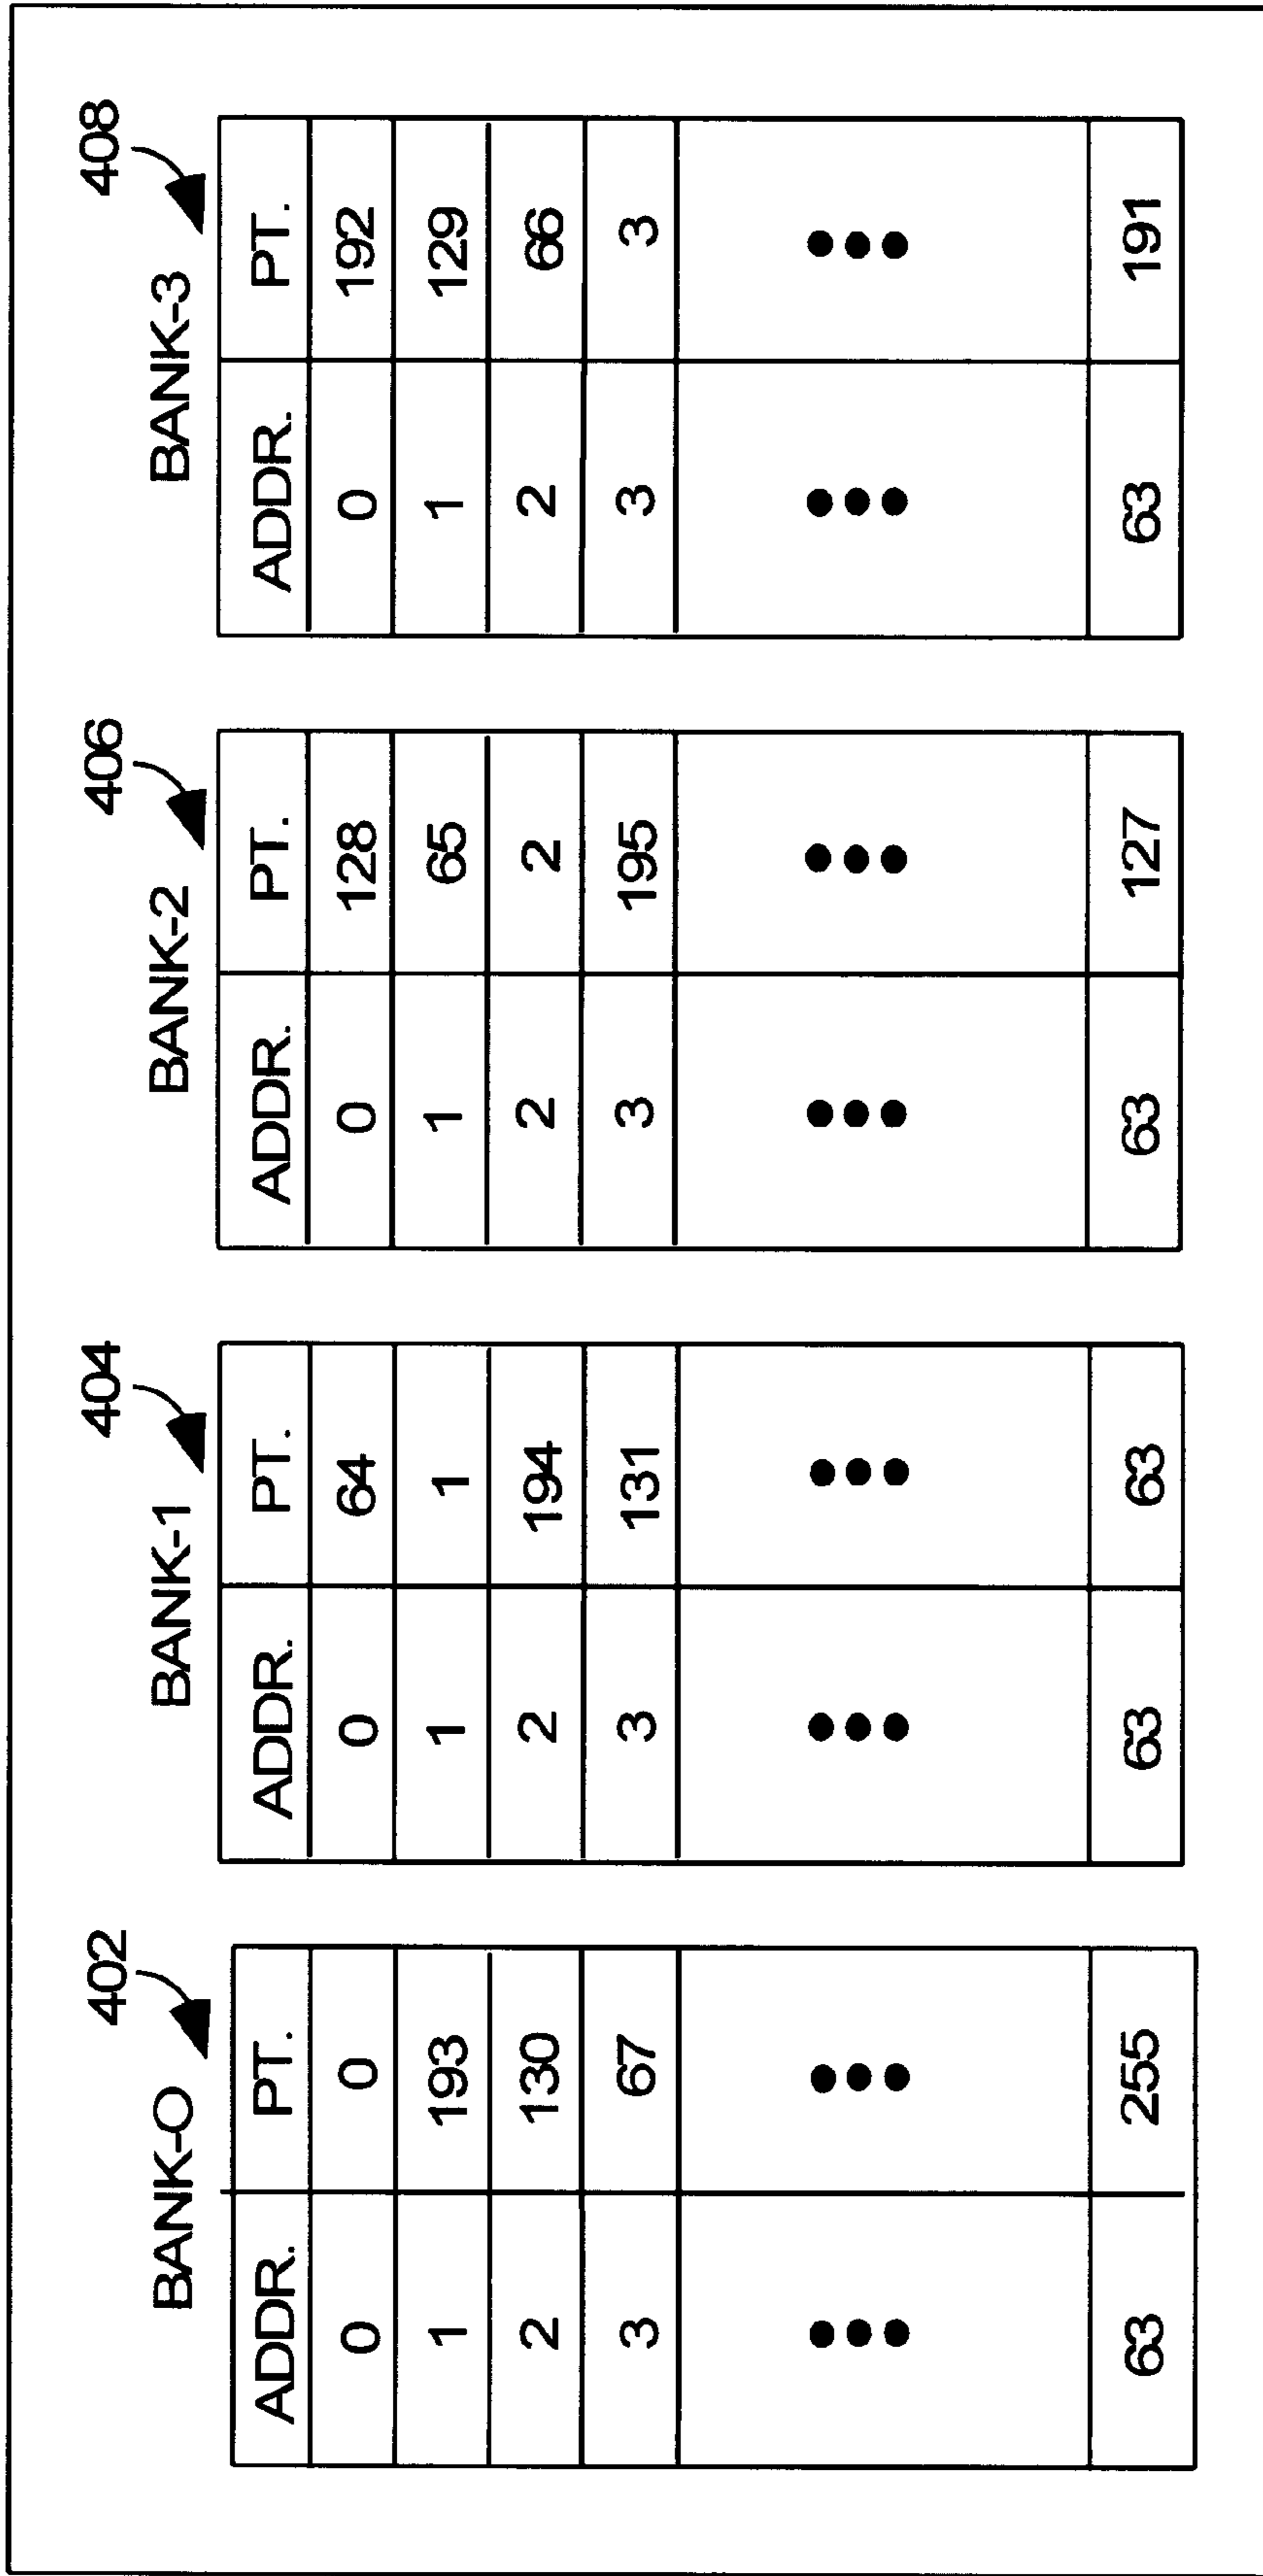 402 404 406 408
BANK-O BANK-1 BANK-2 BANK-3
ADDR. PT. ADDR. PT. ADDR. PT. ADDR. PT.
0 0 0 64 0 128 0 192
1 193 1 1 1 65 1 129
2 130 2 194 2 2 2 66
3 67 3 131 3 195 3 3
63 255 63 63 63 127 63 191